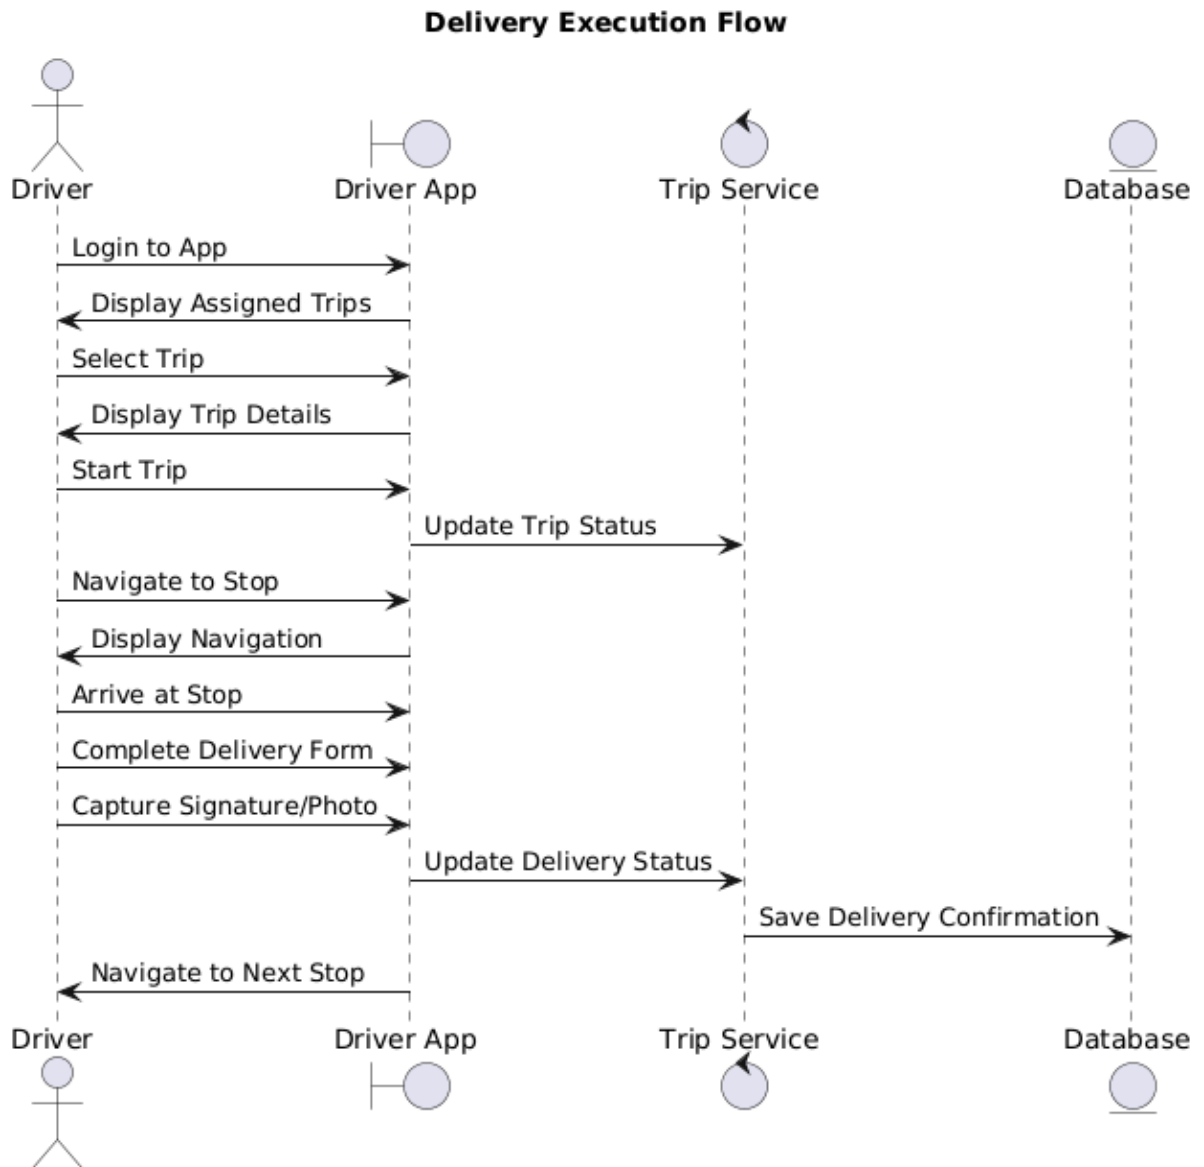 Delivery Execution Flow
Driver
Driver App
Trip Service
Database
Login to App
Display Assigned Trips
Select Trip
Display Trip Details
Start Trip
Update Trip Status
Navigate to Stop
Display Navigation
Arrive at Stop
Complete Delivery Form
Capture Signature/Photo
Update Delivery Status
Save Delivery Confirmation
Navigate to Next Stop
Driver
Driver App
Trip Service
Database